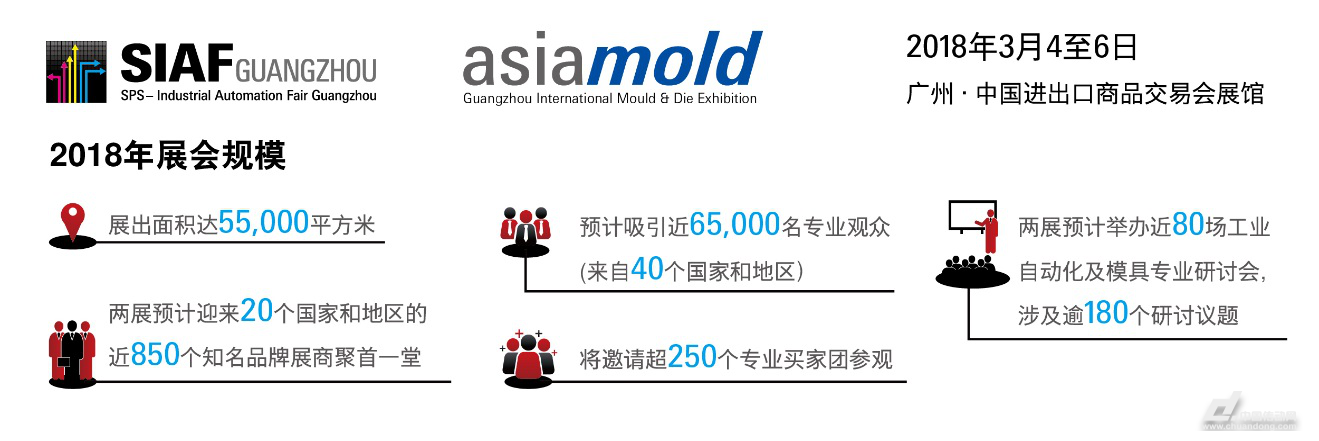 SIAF GUANGZHOU
SPS – Industrial Automation Fair Guangzhou
asiamold
Guangzhou International Mould & Die Exhibition
2018年3月4至6日
广州 · 中国进出口商品交易会展馆
2018年展会规模
展出面积达55,000平方米
两展预计迎来20个国家和地区的
近850个知名品牌展商聚首一堂
预计吸引近65,000名专业观众
(来自40个国家和地区）
将邀请超250个专业买家团参观
两展预计举办近80场工业
自动化及模具专业研讨会,
涉及逾180个研讨议题
www.chuandong.com